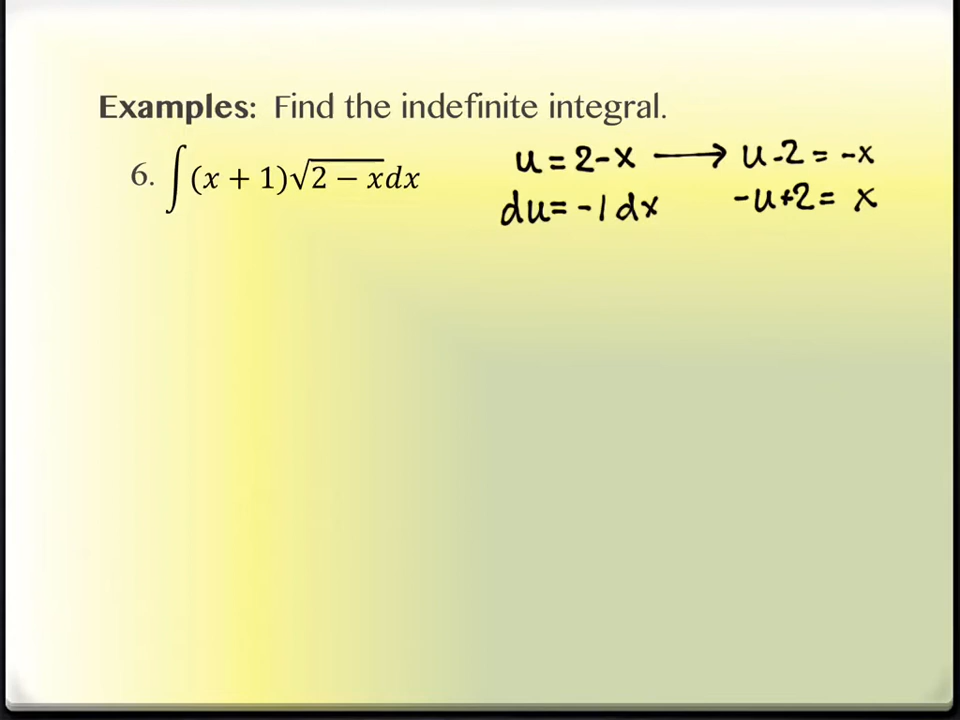 Examples: Find the indefinite integral.
6. ∫(x + 1)√2 − x dx
u = 2-x ⟶ u-2 = -x
du = -1 dx -u+2 = x